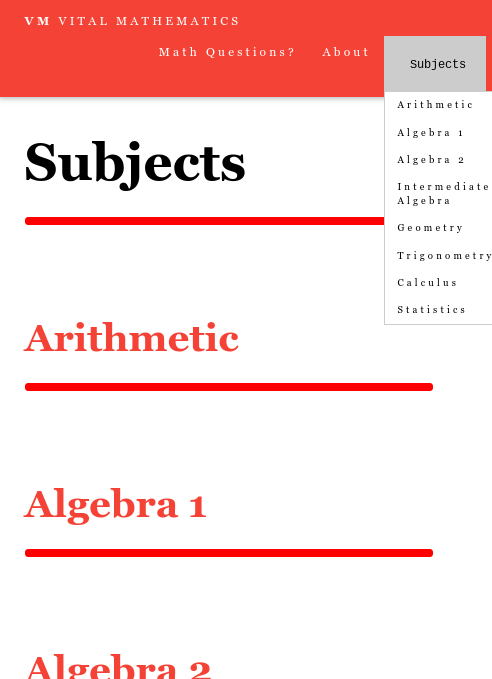 VM VITAL MATHEMATICS
Math Questions? About Subjects
Arithmetic
Algebra 1
Algebra 2
Intermediate
Algebra
Geometry
Trigonometry
Calculus
Statistics
Subjects
Arithmetic
Algebra 1
Algebra 2